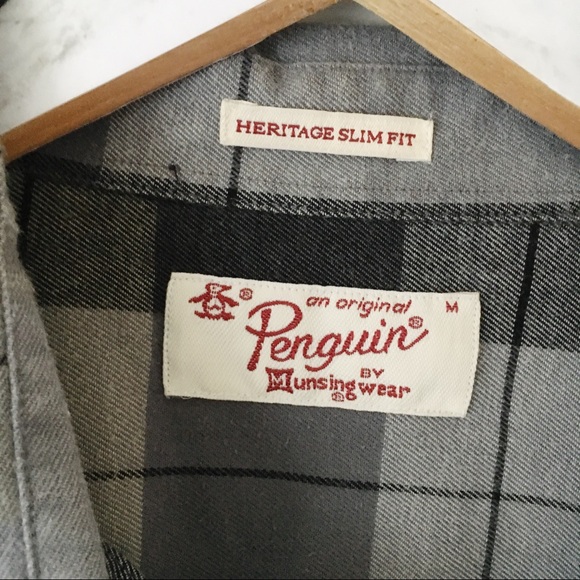 HERITAGE SLIM FIT
an original M
Penguin®
BY
Munsingwear®